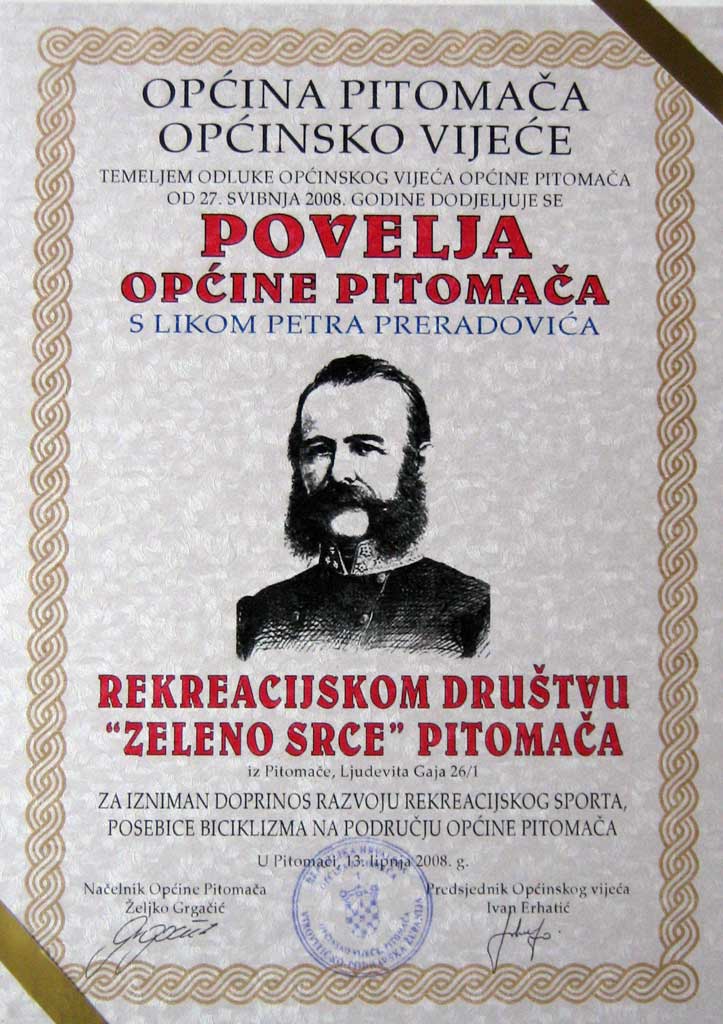 OPĆINA PITOMAČA
OPĆINSKO VIJEĆE
TEMELJEM ODLUKE OPĆINSKOG VIJEĆA OPĆINE PITOMAČA
OD 27. SVIBNJA 2008. GODINE DODJELJUJE SE
POVELJA
OPĆINE PITOMAČA
S LIKOM PETRA PRERADOVIĆA
REKREACIJSKOM DRUŠTVU
“ZELENO SRCE” PITOMAČA
iz Pitomače, Ljudevita Gaja 26/1
ZA IZNIMAN DOPRINOS RAZVOJU REKREACIJSKOG SPORTA,
POSEBICE BICIKLIZMA NA PODRUČJU OPĆINE PITOMAČA
U Pitomači, 13. lipnja 2008. g.
Načelnik Općine Pitomača
Željko Grgačić
Predsjednik Općinskog vijeća
Ivan Erhatić